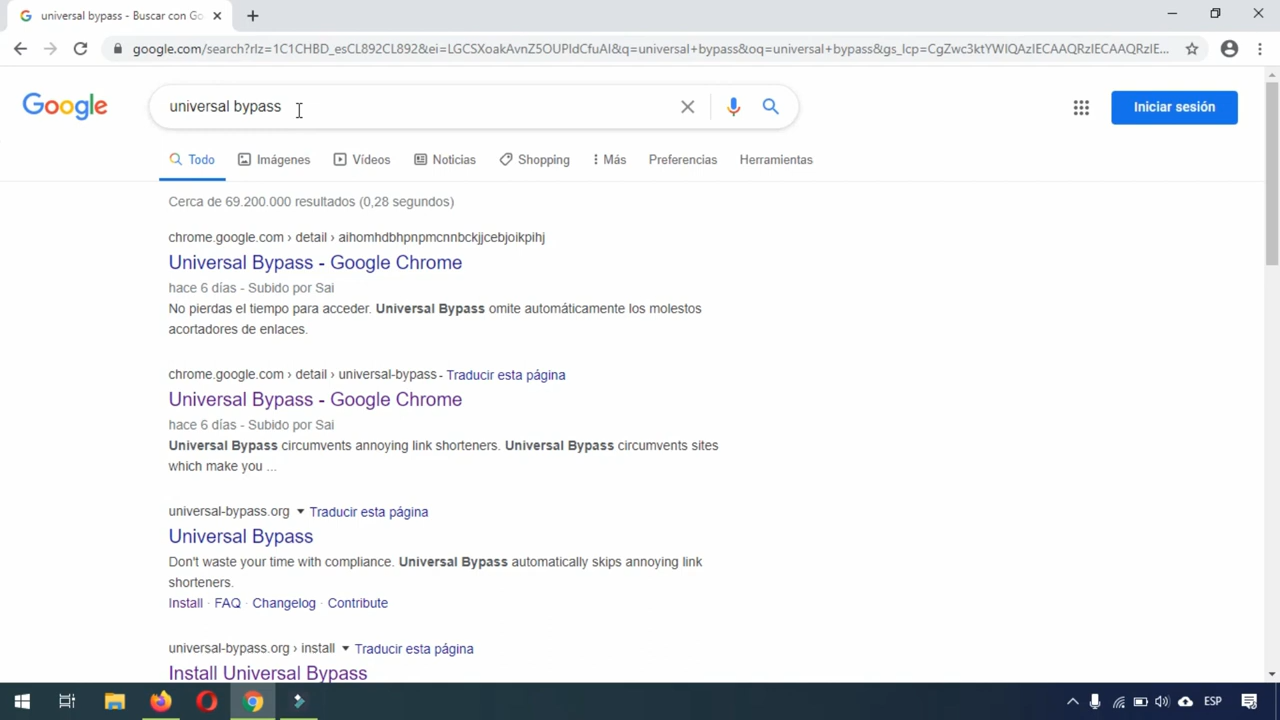 universal bypass - Buscar con Go
google.com/search?rlz=1C1CHBD_esCL892CL892&ei=LGCSXoakAvnZ5OUPldCfuAI&q=universal+bypass&oq=universal+bypass&gs_lcp=CgZwc3ktYWIQAzIECAAQRzIECAAQRzIECAAQRzIE...
Google
universal bypass
Iniciar sesión
Todo Imágenes Vídeos Noticias Shopping Más Preferencias Herramientas
Cerca de 69.200.000 resultados (0,28 segundos)
chrome.google.com › detail › aihomhdbhpnpmcnnbckjjcebjoikpihj
Universal Bypass - Google Chrome
hace 6 días - Subido por Sai
No pierdas el tiempo para acceder. Universal Bypass omite automáticamente los molestos
acortadores de enlaces.
chrome.google.com › detail › universal-bypass - Traducir esta página
Universal Bypass - Google Chrome
hace 6 días - Subido por Sai
Universal Bypass circumvents annoying link shorteners. Universal Bypass circumvents sites
which make you ...
universal-bypass.org Traducir esta página
Universal Bypass
Don't waste your time with compliance. Universal Bypass automatically skips annoying link
shorteners.
Install · FAQ · Changelog · Contribute
universal-bypass.org › install Traducir esta página
Install Universal Bypass
ESP